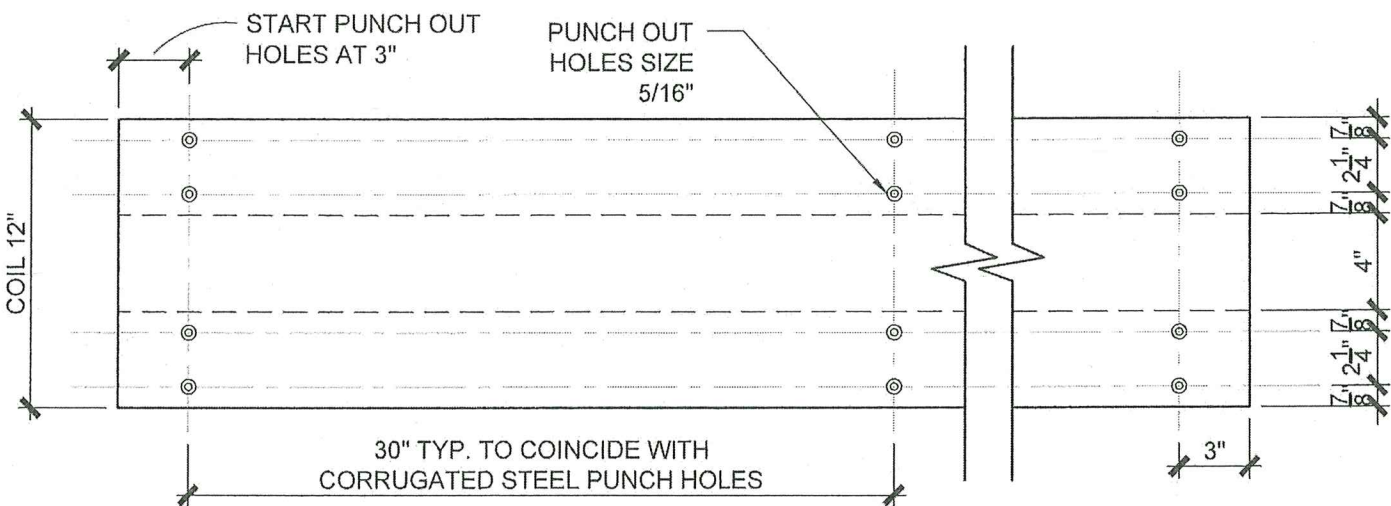 START PUNCH OUT
HOLES AT 3"
PUNCH OUT
HOLES SIZE
5/16"
COIL 12"
7/8"
2 1/4"
7/8"
4"
7/8"
2 1/4"
7/8"
30" TYP. TO COINCIDE WITH
CORRUGATED STEEL PUNCH HOLES
3"